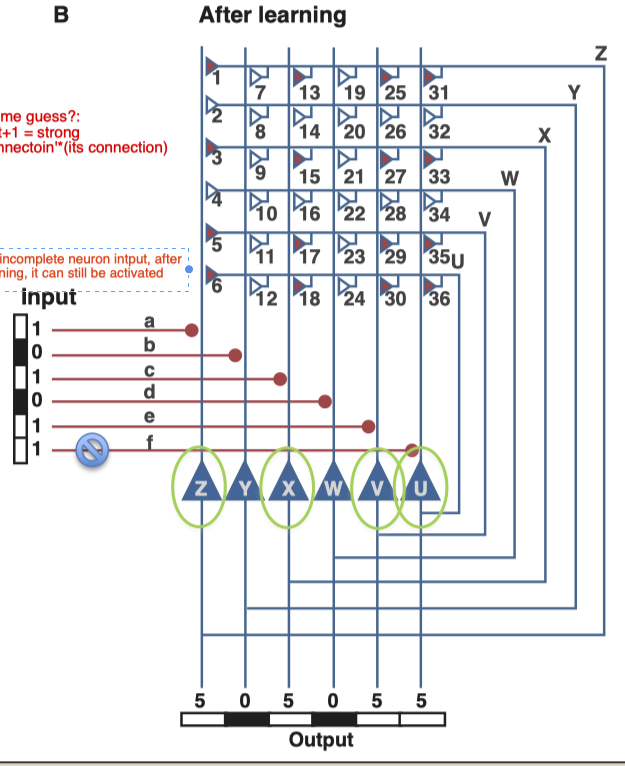 B After learning
Z
1 7 13 19 25 31
Y
me guess?:
2 8 14 20 26 32
t+1 = strong
X
nnectoin'*(its connection)
3 9 15 21 27 33
W
4 10 16 22 28 34
V
5 11 17 23 29 35 U
incomplete neuron intput, after
ning, it can still be activated
6 12 18 24 30 36
input
1 a
0 b
1 c
0 d
1 e
1 f
Z Y X W V U
5 0 5 0 5 5
Output